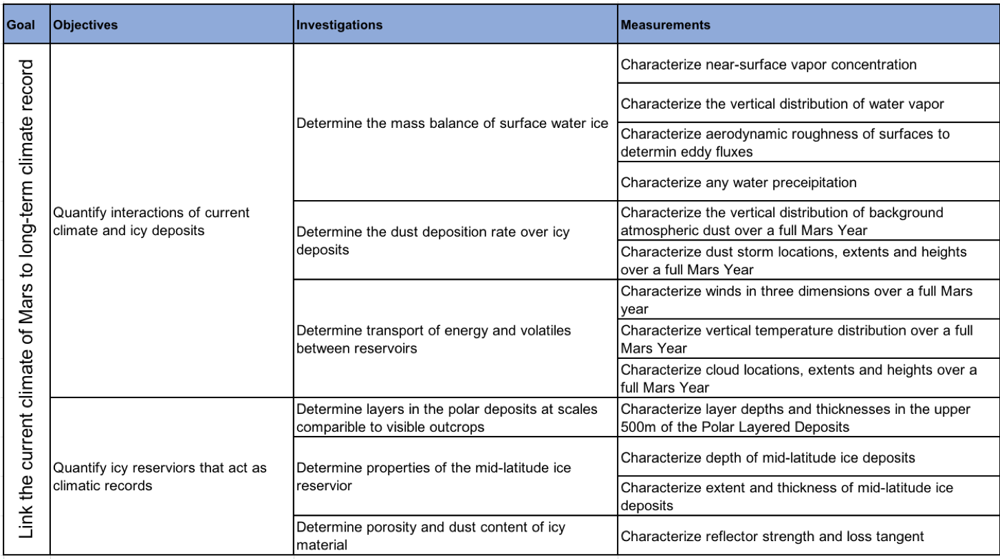 Goal
Objectives
Investigations
Measurements
Link the current climate of Mars to long-term climate record
Quantify interactions of current
climate and icy deposits
Determine the mass balance of surface water ice
Characterize near-surface vapor concentration
Characterize the vertical distribution of water vapor
Characterize aerodynamic roughness of surfaces to
determin eddy fluxes
Characterize any water preceipitation
Determine the dust deposition rate over icy
deposits
Characterize the vertical distribution of background
atmospheric dust over a full Mars Year
Characterize dust storm locations, extents and heights
over a full Mars Year
Determine transport of energy and volatiles
between reservoirs
Characterize winds in three dimensions over a full Mars
year
Characterize vertical temperature distribution over a full
Mars Year
Characterize cloud locations, extents and heights over a
full Mars Year
Quantify icy reserviors that act as
climatic records
Determine layers in the polar deposits at scales
comparible to visible outcrops
Characterize layer depths and thicknesses in the upper
500m of the Polar Layered Deposits
Determine properties of the mid-latitude ice
reservior
Characterize depth of mid-latitude ice deposits
Characterize extent and thickness of mid-latitude ice
deposits
Determine porosity and dust content of icy
material
Characterize reflector strength and loss tangent